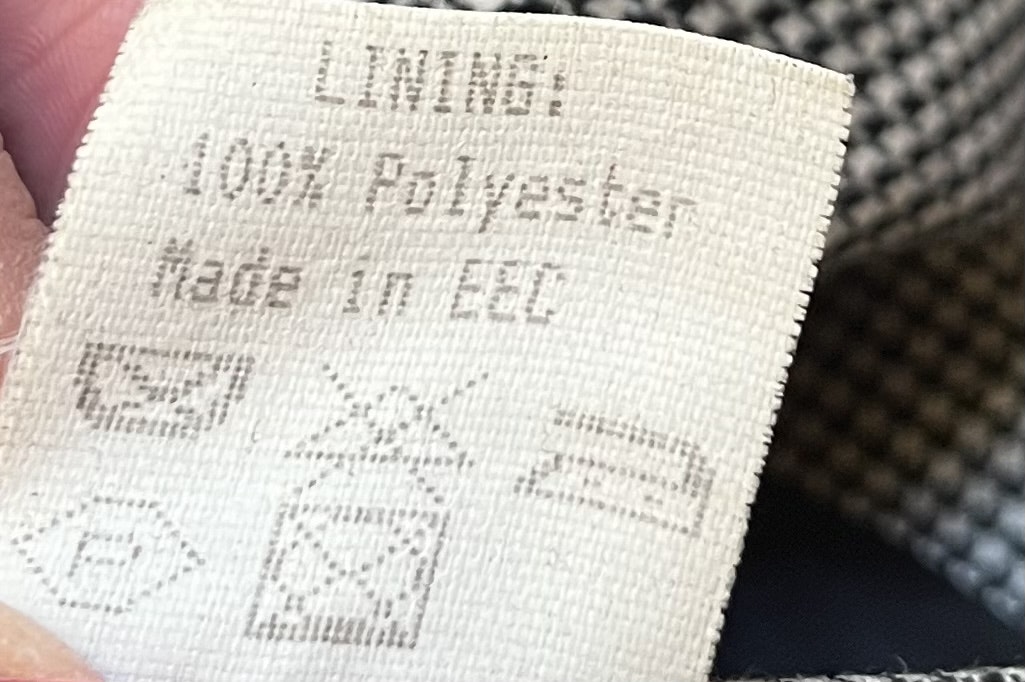 LINING:
100% Polyester
Made in EEC
P